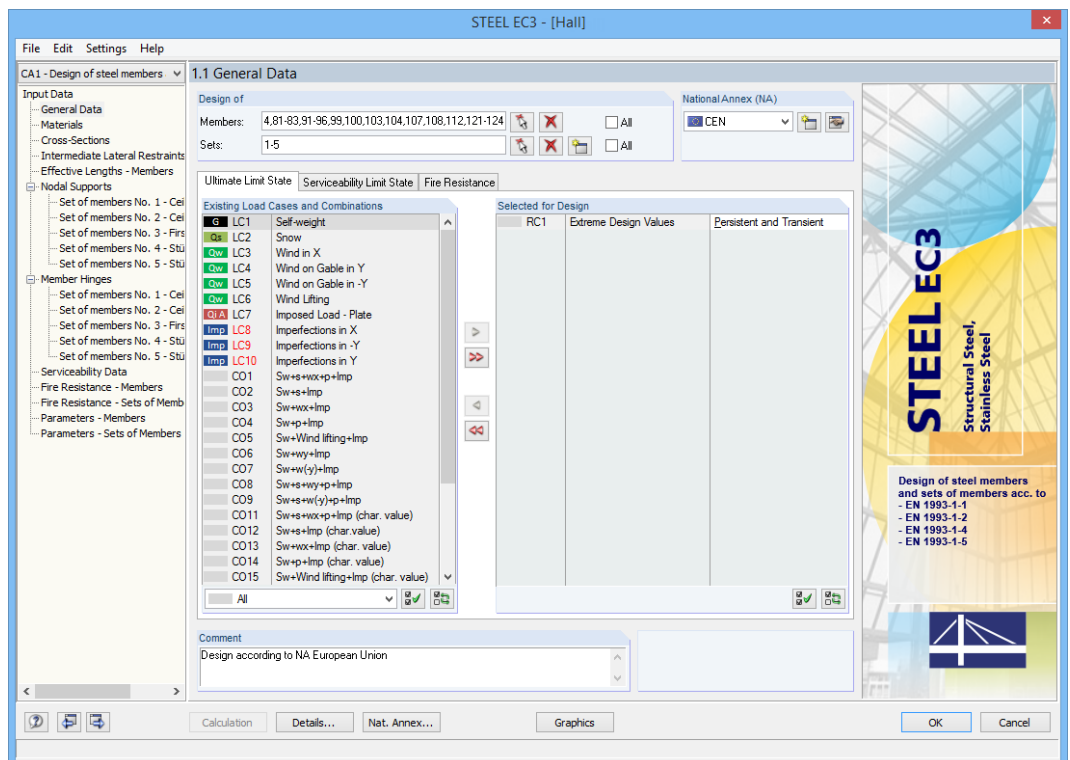 STEEL EC3 - [Hall]
File Edit Settings Help
CA1 - Design of steel members
1.1 General Data
Input Data
General Data
Materials
Cross-Sections
Intermediate Lateral Restraints
Effective Lengths - Members
Nodal Supports
Set of members No. 1 - Cei
Set of members No. 2 - Cei
Set of members No. 3 - Firs
Set of members No. 4 - Stü
Set of members No. 5 - Stü
Member Hinges
Set of members No. 1 - Cei
Set of members No. 2 - Cei
Set of members No. 3 - Firs
Set of members No. 4 - Stü
Set of members No. 5 - Stü
Serviceability Data
Fire Resistance - Members
Fire Resistance - Sets of Memb
Parameters - Members
Parameters - Sets of Members
Design of
Members: 4,81-83,91-96,99,100,103,104,107,108,112,121-124 All
Sets: 1-5 All
National Annex (NA)
CEN
Ultimate Limit State Serviceability Limit State Fire Resistance
Existing Load Cases and Combinations
G LC1 Self-weight
Qs LC2 Snow
Qw LC3 Wind in X
Qw LC4 Wind on Gable in Y
Qw LC5 Wind on Gable in -Y
Qw LC6 Wind Lifting
Qi A LC7 Imposed Load - Plate
Imp LC8 Imperfections in X
Imp LC9 Imperfections in -Y
Imp LC10 Imperfections in Y
CO1 Sw+s+wx+p+Imp
CO2 Sw+s+Imp
CO3 Sw+wx+Imp
CO4 Sw+p+Imp
CO5 Sw+Wind lifting+Imp
CO6 Sw+wy+Imp
CO7 Sw+w(-y)+Imp
CO8 Sw+s+wy+p+Imp
CO9 Sw+s+w(-y)+p+Imp
CO11 Sw+s+wx+p+Imp (char. value)
CO12 Sw+s+Imp (char.value)
CO13 Sw+wx+Imp (char. value)
CO14 Sw+p+Imp (char. value)
CO15 Sw+Wind lifting+Imp (char. value)
All
Selected for Design
RC1 Extreme Design Values Persistent and Transient
Comment
Design according to NA European Union
STEEL EC3
Structural Steel,
Stainless Steel
Design of steel members
and sets of members acc. to
- EN 1993-1-1
- EN 1993-1-2
- EN 1993-1-4
- EN 1993-1-5
Calculation Details... Nat. Annex... Graphics OK Cancel